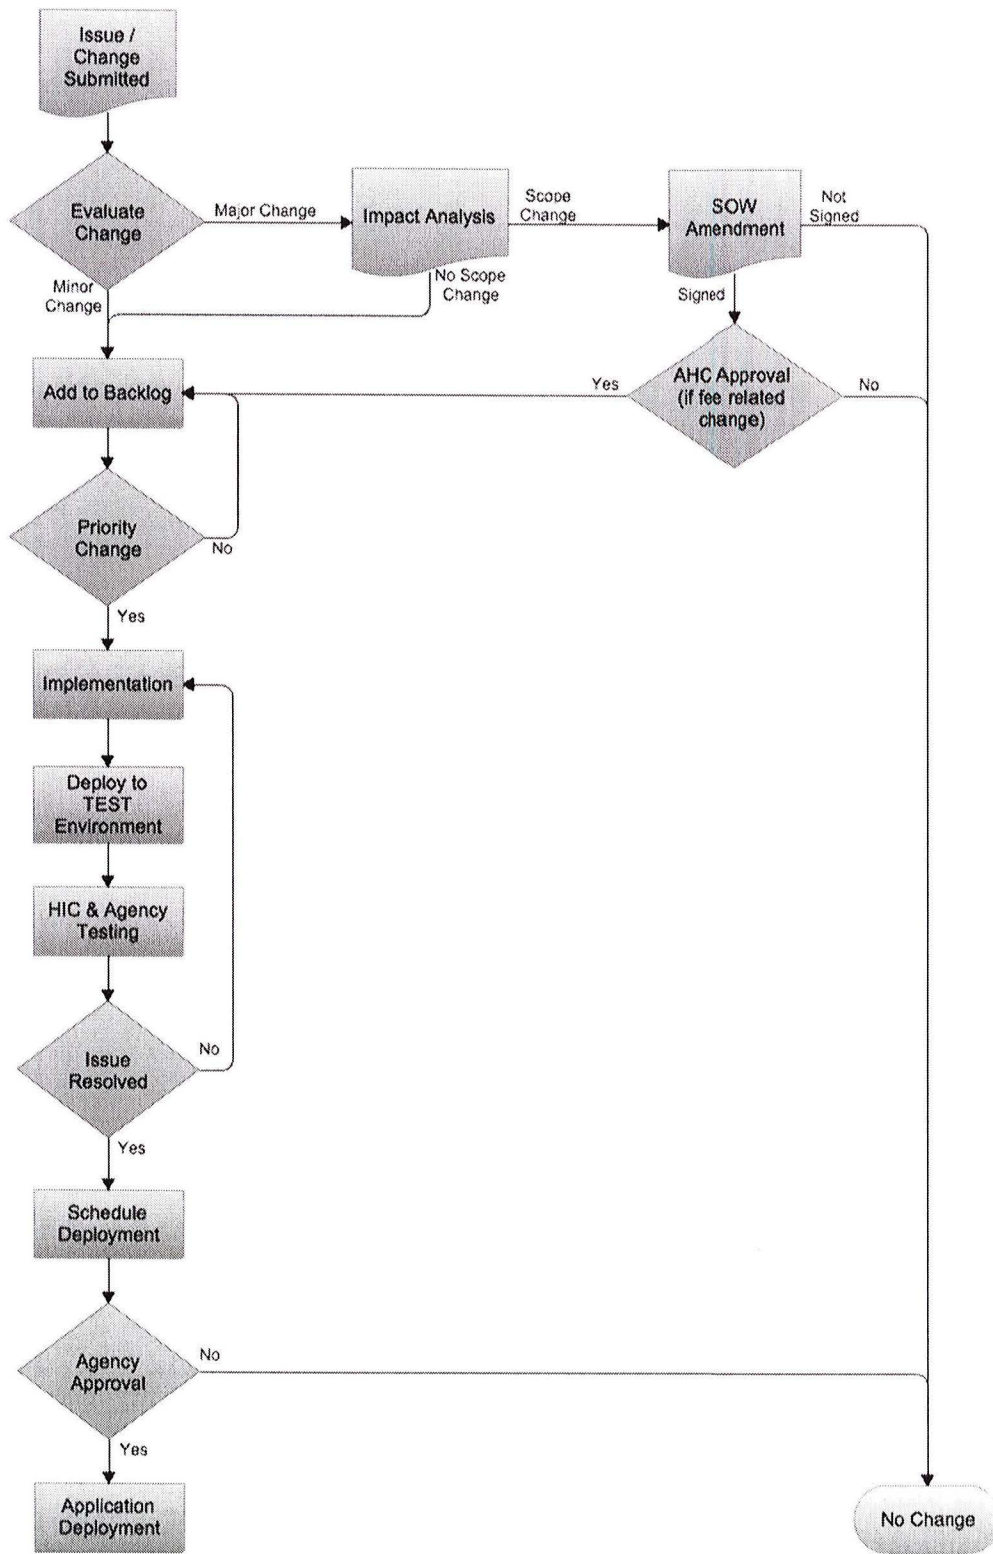 Issue /
Change
Submitted
Evaluate
Change
Major Change
Impact Analysis
Scope
Change
SOW
Amendment
Not
Signed
Minor
Change
No Scope
Change
Signed
Add to Backlog
Yes
AHC Approval
(if fee related
change)
No
Priority
Change
No
Yes
Implementation
Deploy to
TEST
Environment
HIC & Agency
Testing
Issue
Resolved
No
Yes
Schedule
Deployment
Agency
Approval
No
Yes
Application
Deployment
No Change